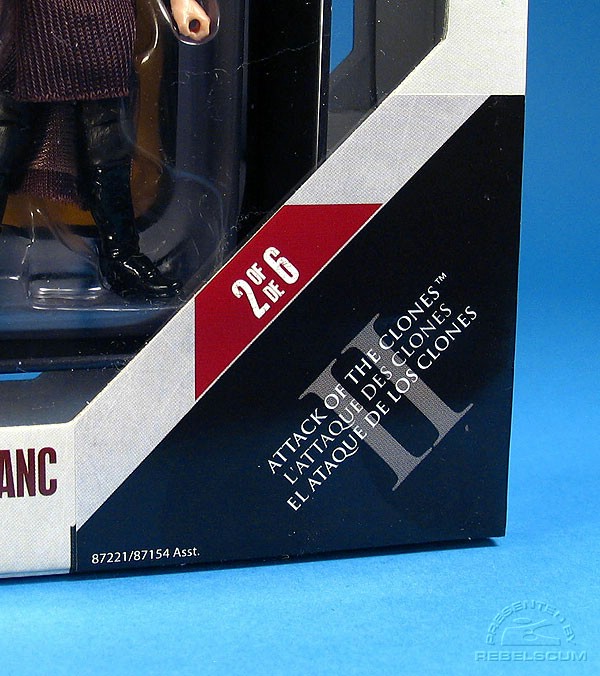 2 OF
DE 6
ATTACK OF THE CLONES™
L'ATTAQUE DES CLONES
EL ATAQUE DE LOS CLONES
II
ANC
87221/87154 Asst.
PRESENTED BY
REBELSCUM